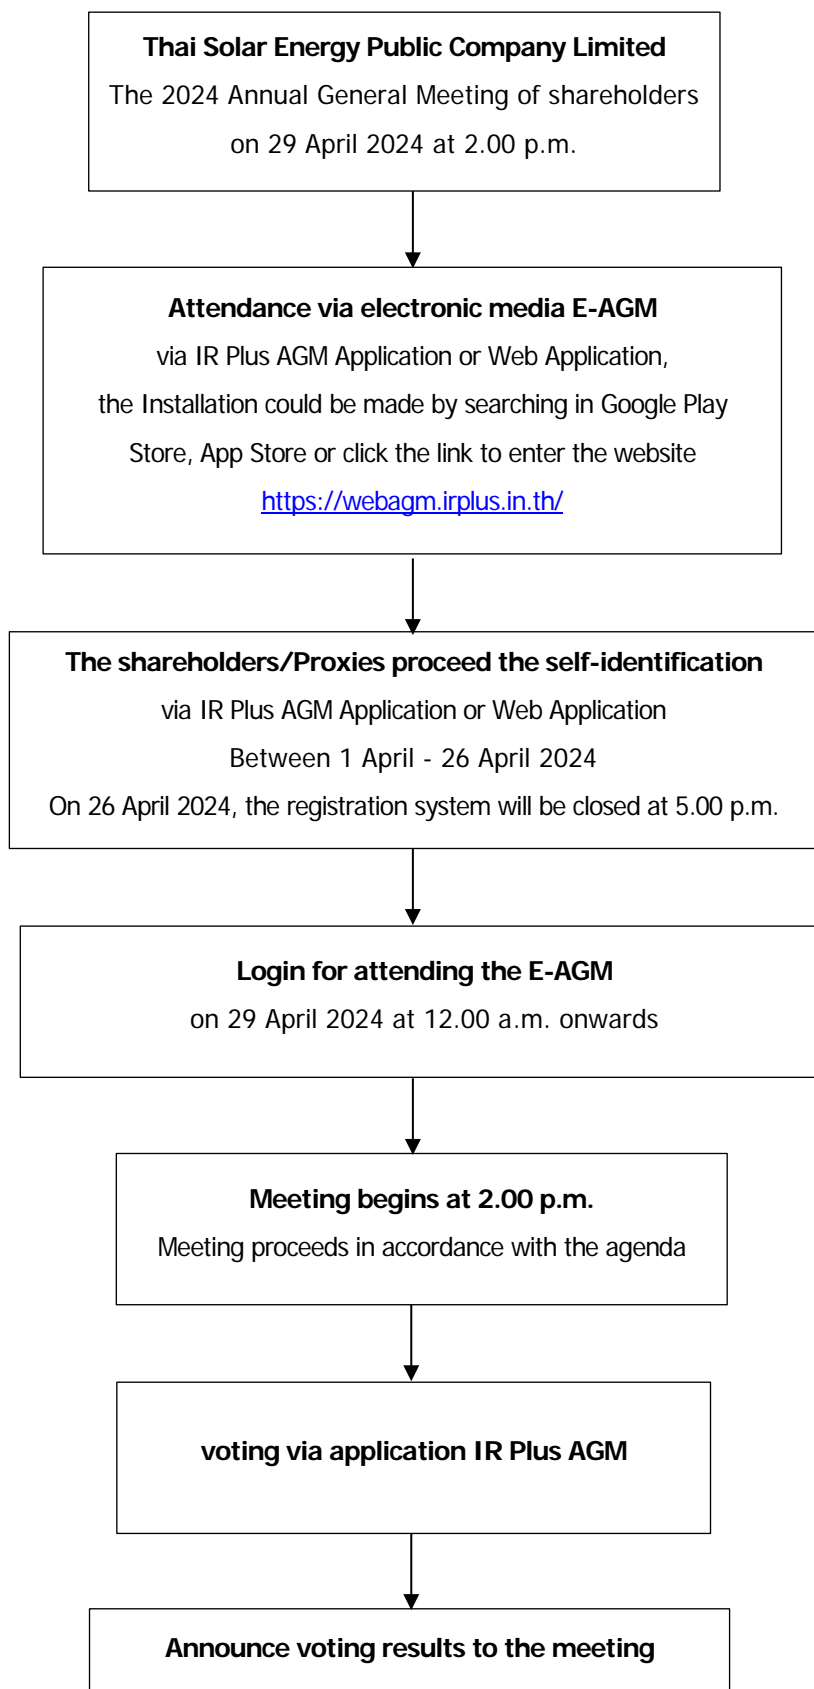 Thai Solar Energy Public Company Limited
The 2024 Annual General Meeting of shareholders
on 29 April 2024 at 2.00 p.m.
Attendance via electronic media E-AGM
via IR Plus AGM Application or Web Application,
the Installation could be made by searching in Google Play
Store, App Store or click the link to enter the website
https://webagm.irplus.in.th/
The shareholders/Proxies proceed the self-identification
via IR Plus AGM Application or Web Application
Between 1 April - 26 April 2024
On 26 April 2024, the registration system will be closed at 5.00 p.m.
Login for attending the E-AGM
on 29 April 2024 at 12.00 a.m. onwards
Meeting begins at 2.00 p.m.
Meeting proceeds in accordance with the agenda
voting via application IR Plus AGM
Announce voting results to the meeting